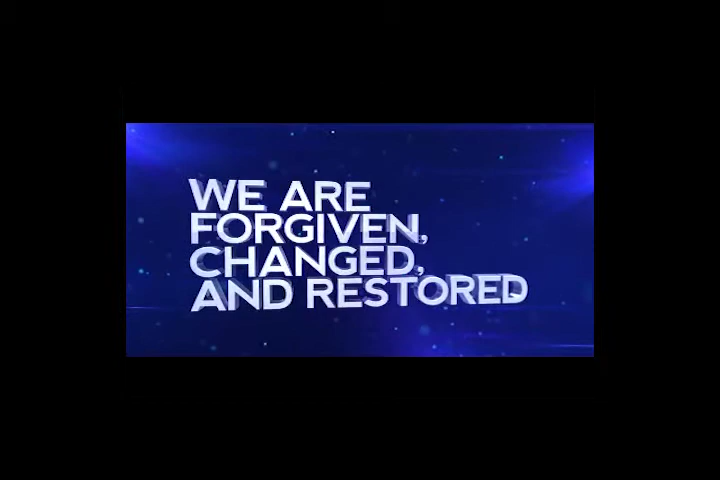 WE ARE
FORGIVEN,
CHANGED,
AND RESTORED